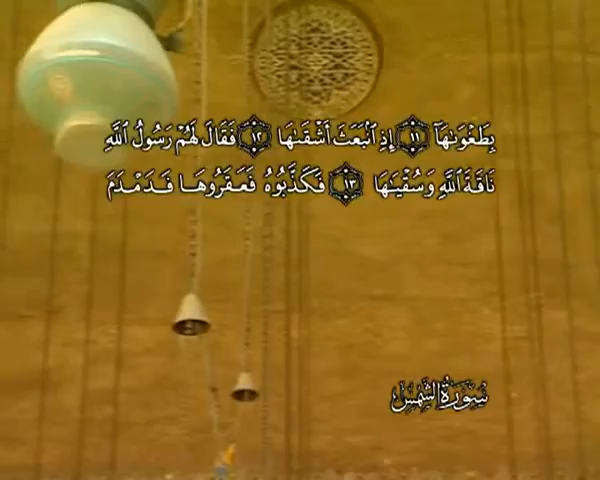 بِطَغْوَىٰهَآ ١١ إِذِ ٱنۢبَعَثَ أَشْقَىٰهَا ١٢ فَقَالَ لَهُمْ رَسُولُ ٱللَّهِ
نَاقَةَ ٱللَّهِ وَسُقْيَٰهَا ١٣ فَكَذَّبُوهُ فَعَقَرُوهَا فَدَمْدَمَ
سُورَةُ الشَّمْسِ